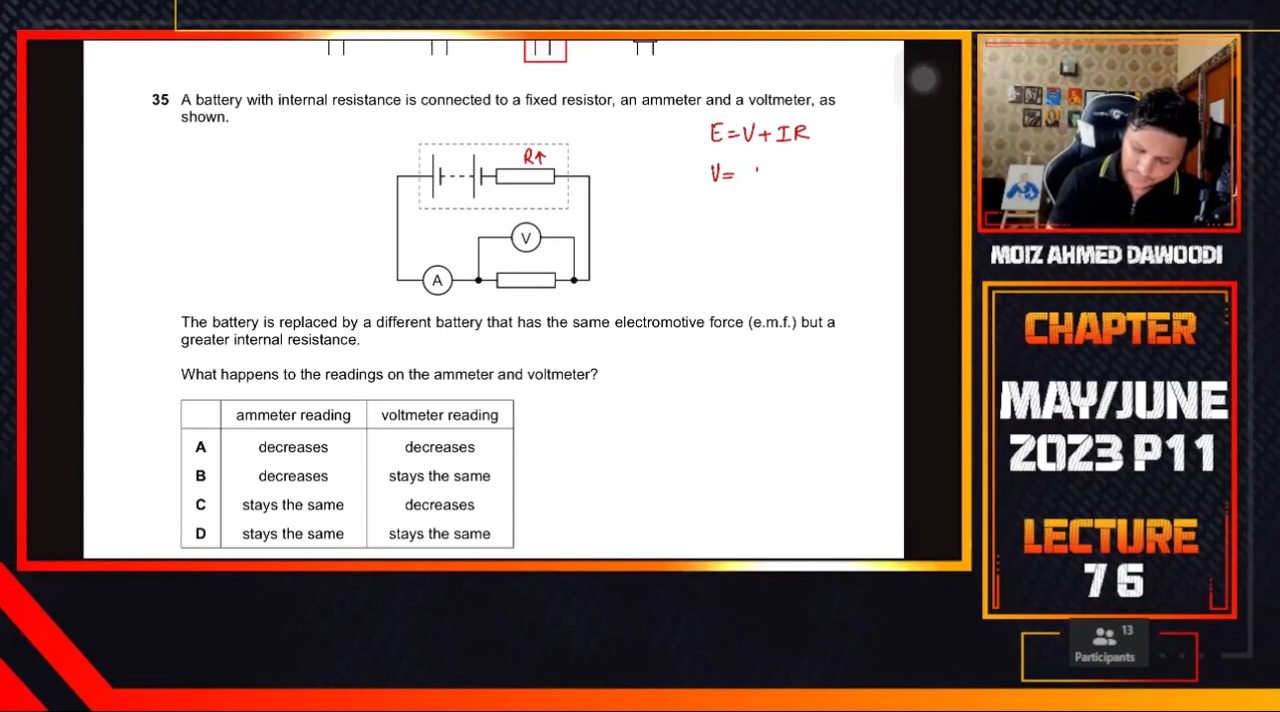 35 A battery with internal resistance is connected to a fixed resistor, an ammeter and a voltmeter, as
shown.
E = V + IR
R↑
V=
V
A
The battery is replaced by a different battery that has the same electromotive force (e.m.f.) but a
greater internal resistance.
What happens to the readings on the ammeter and voltmeter?
ammeter reading voltmeter reading
A decreases decreases
B decreases stays the same
C stays the same decreases
D stays the same stays the same
MOIZ AHMED DAWOODI
CHAPTER
MAY/JUNE
2023 P11
LECTURE
76
13
Participants